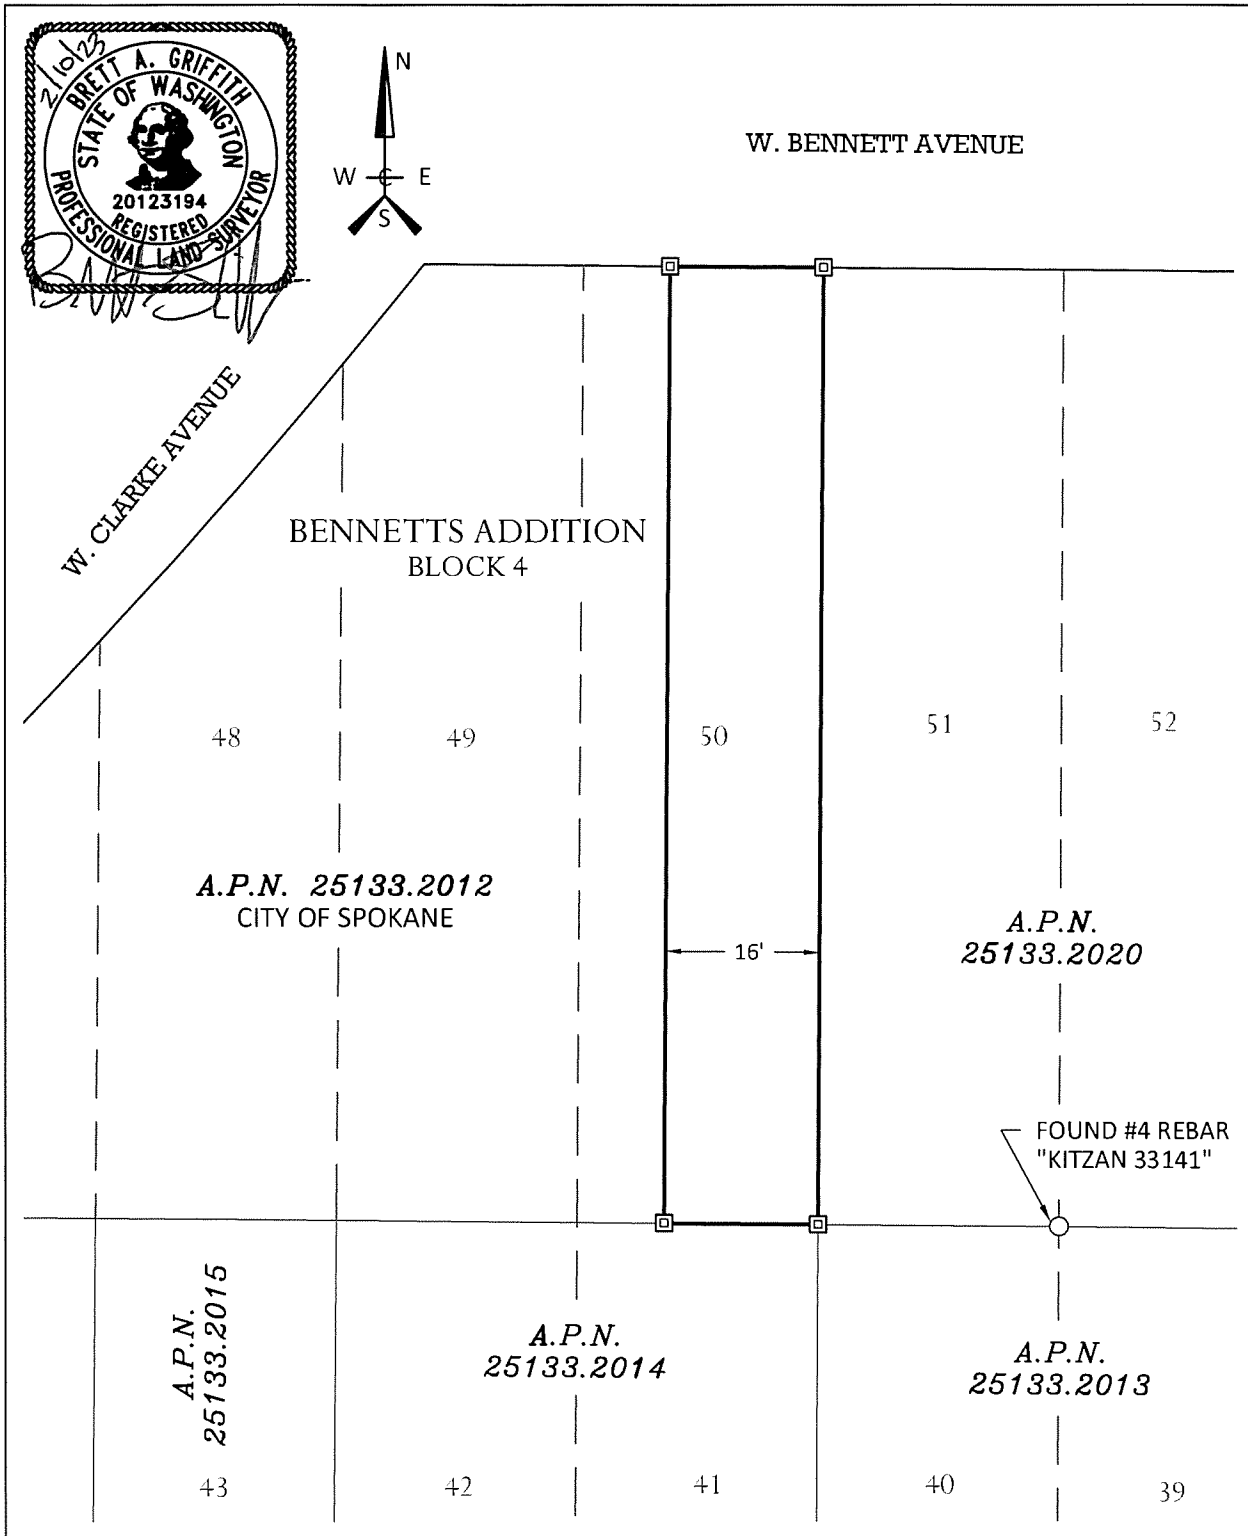 2/10/23
BRETT A. GRIFFITH
STATE OF WASHINGTON
20123194
REGISTERED
PROFESSIONAL LAND SURVEYOR
N
W C E
S
W. BENNETT AVENUE
W. CLARKE AVENUE
BENNETTS ADDITION
BLOCK 4
48
49
50
51
52
A.P.N. 25133.2012
CITY OF SPOKANE
A.P.N.
25133.2020
16'
FOUND #4 REBAR
"KITZAN 33141"
A.P.N.
25133.2015
A.P.N.
25133.2014
A.P.N.
25133.2013
43
42
41
40
39